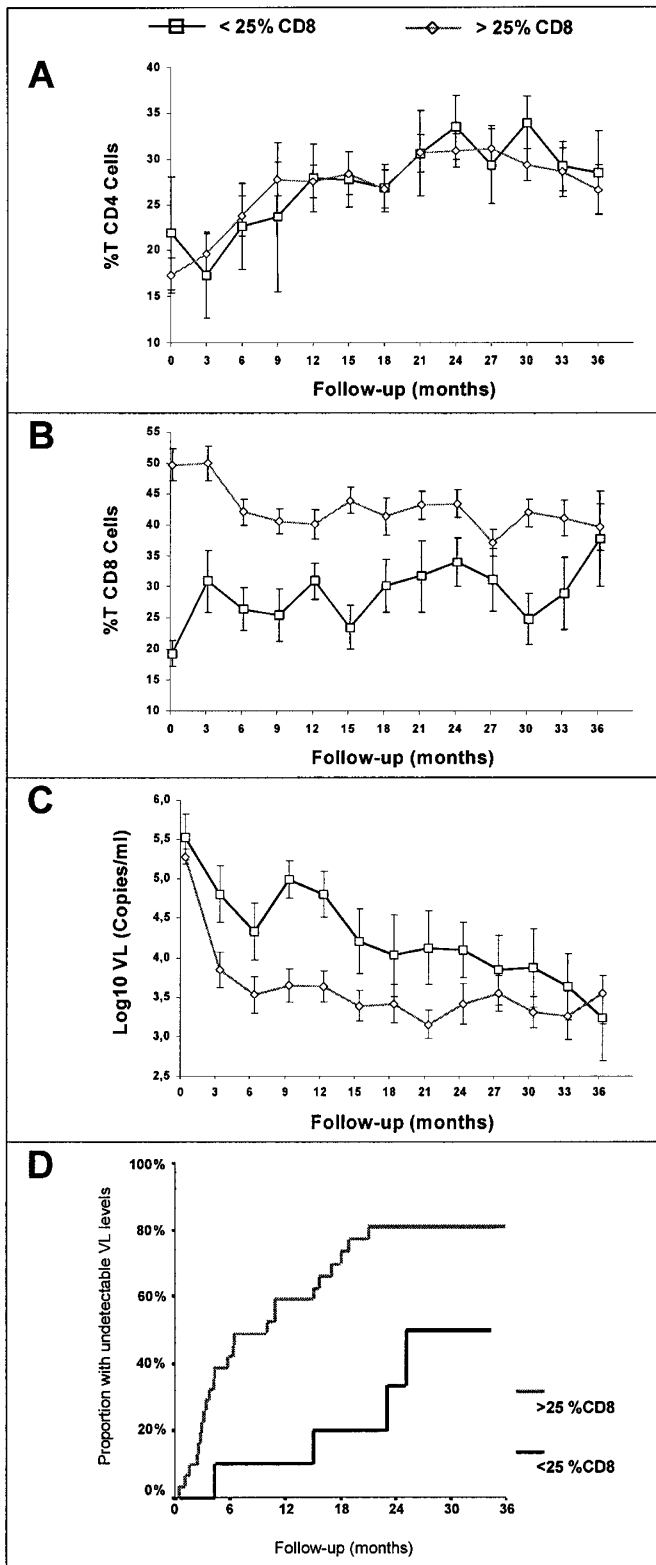 < 25% CD8 > 25% CD8
A
40
35
30
25
20
15
10
%T CD4 Cells
0 3 6 9 12 15 18 21 24 27 30 33 36
Follow-up (months)
B
55
50
45
40
35
30
25
20
15
10
%T CD8 Cells
0 3 6 9 12 15 18 21 24 27 30 33 36
Follow-up (months)
C
6,0
5,5
5,0
4,5
4,0
3,5
3,0
2,5
Log10 VL (Copies/ml)
0 3 6 9 12 15 18 21 24 27 30 33 36
Follow-up (months)
D
100%
80%
60%
40%
20%
0%
Proportion with undetectable VL levels
>25 %CD8
<25 %CD8
0 6 12 18 24 30 36
Follow-up (months)